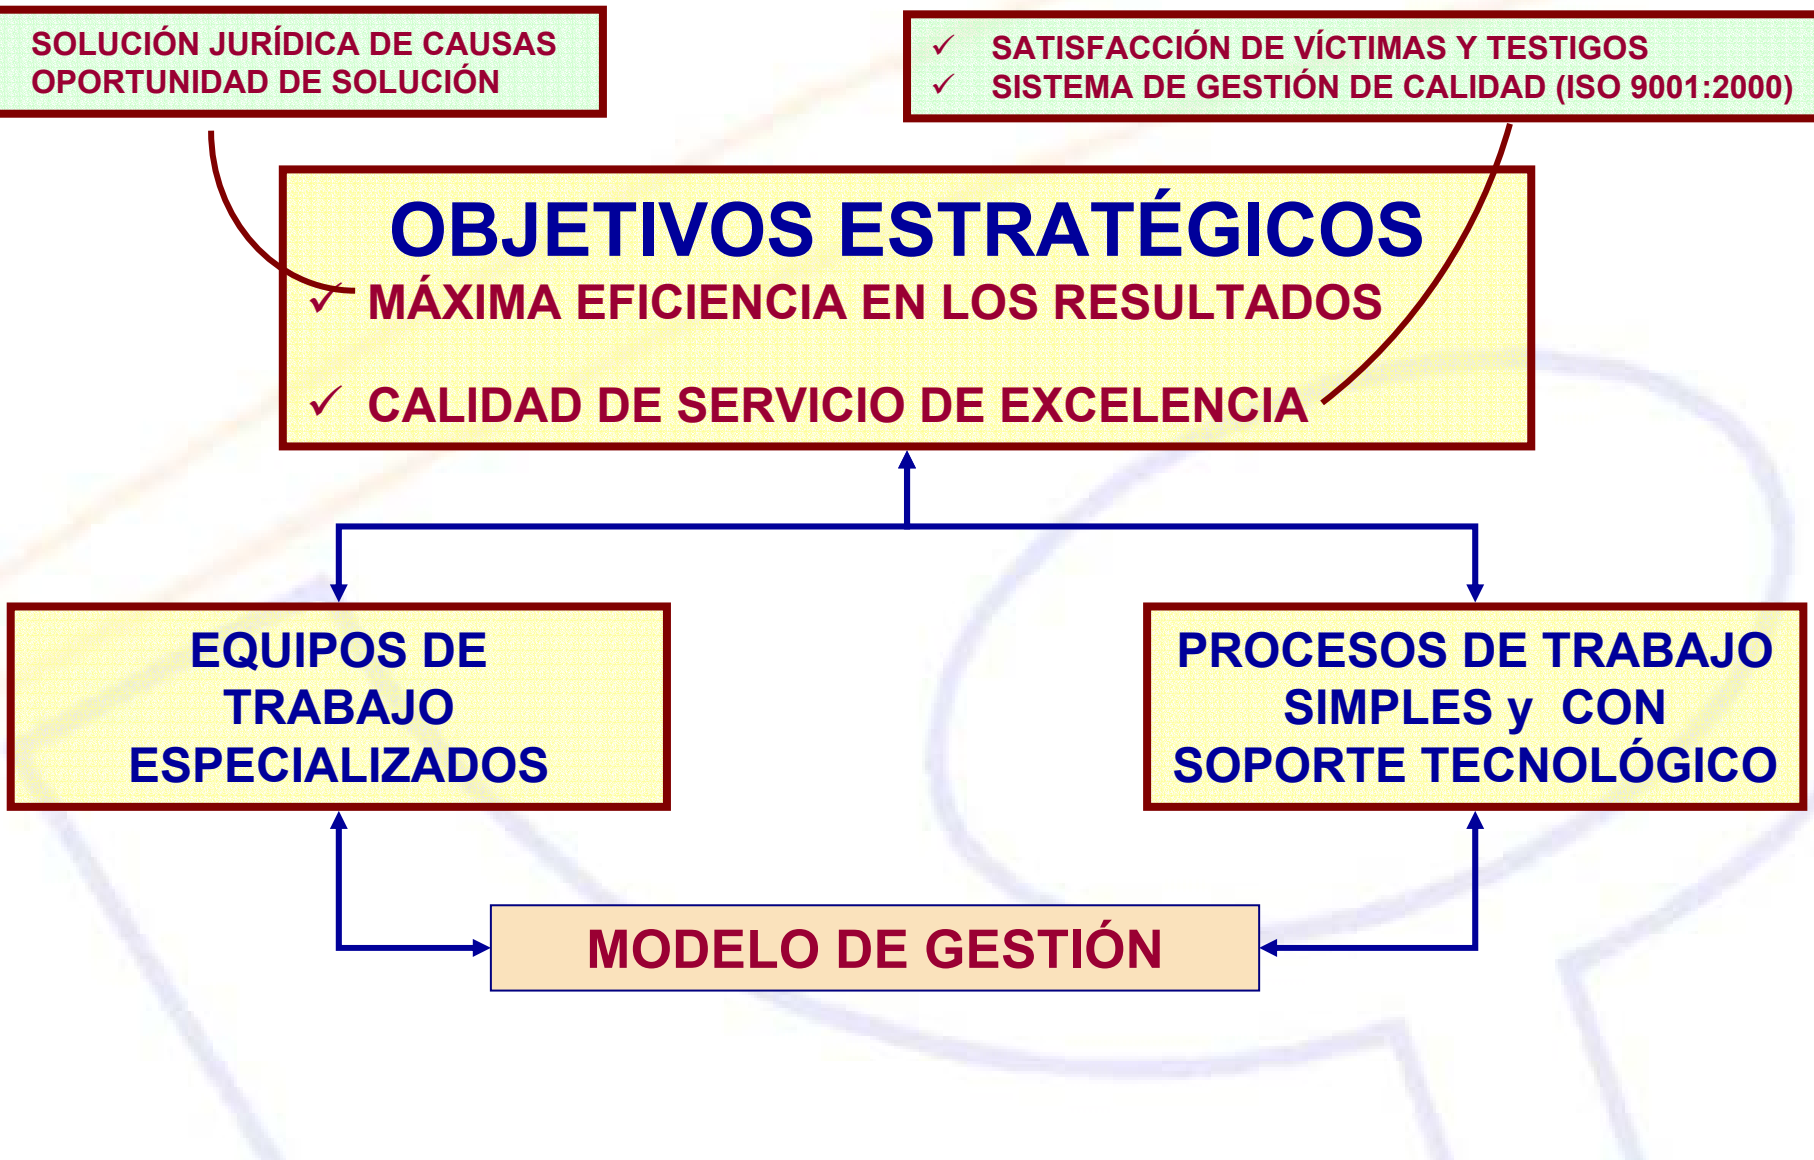 SOLUCIÓN JURÍDICA DE CAUSAS
OPORTUNIDAD DE SOLUCIÓN
✓ SATISFACCIÓN DE VÍCTIMAS Y TESTIGOS
✓ SISTEMA DE GESTIÓN DE CALIDAD (ISO 9001:2000)
OBJETIVOS ESTRATÉGICOS
✓ MÁXIMA EFICIENCIA EN LOS RESULTADOS
✓ CALIDAD DE SERVICIO DE EXCELENCIA
EQUIPOS DE
TRABAJO
ESPECIALIZADOS
PROCESOS DE TRABAJO
SIMPLES y CON
SOPORTE TECNOLÓGICO
MODELO DE GESTIÓN